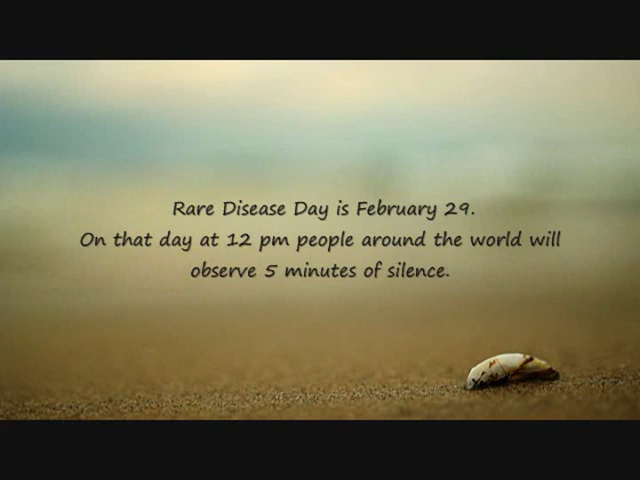 Rare Disease Day is February 29.
On that day at 12 pm people around the world will
observe 5 minutes of silence.